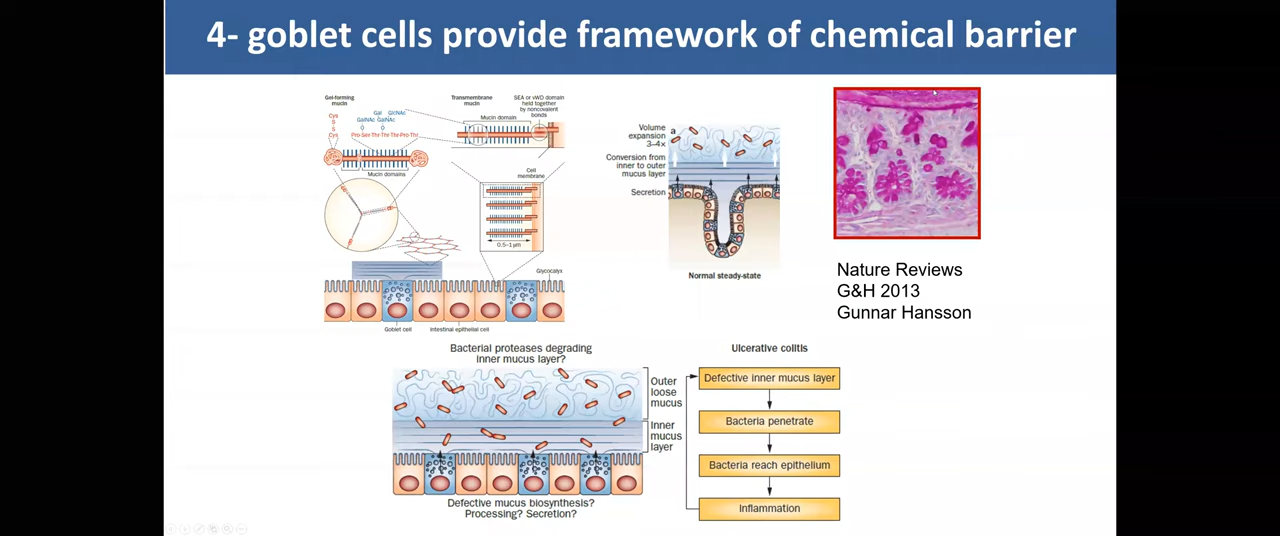 4- goblet cells provide framework of chemical barrier
Gel-forming
mucin
Cys
S
S
Cys
Gal
GlcNAc
GalNAc
GalNAc
Pro-Ser-Thr-Thr-Thr-Pro-Thr
Mucin domains
Transmembrane
mucin
SEA or vWD domain
held together
by noncovalent
bonds
Mucin domain
Cell
membrane
0.5–1 µm
Glycocalyx
Goblet cell
Intestinal epithelial cell
Volume
expansion
3–4×
a
Conversion from
inner to outer
mucus layer
Secretion
Normal steady-state
Nature Reviews
G&H 2013
Gunnar Hansson
Bacterial proteases degrading
inner mucus layer?
Outer
loose
mucus
Inner
mucus
layer
Defective mucus biosynthesis?
Processing? Secretion?
Ulcerative colitis
Defective inner mucus layer
Bacteria penetrate
Bacteria reach epithelium
Inflammation